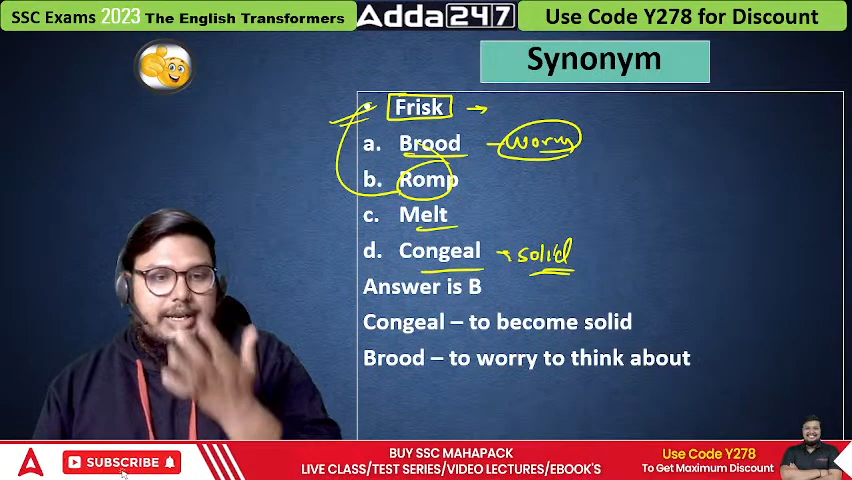 SSC Exams 2023 The English Transformers
Adda247
Use Code Y278 for Discount
Synonym
• Frisk
a. Brood - worry
b. Romp
c. Melt
d. Congeal - solid
Answer is B
Congeal – to become solid
Brood – to worry to think about
SUBSCRIBE
BUY SSC MAHAPACK
LIVE CLASS/TEST SERIES/VIDEO LECTURES/EBOOK'S
Use Code Y278
To Get Maximum Discount